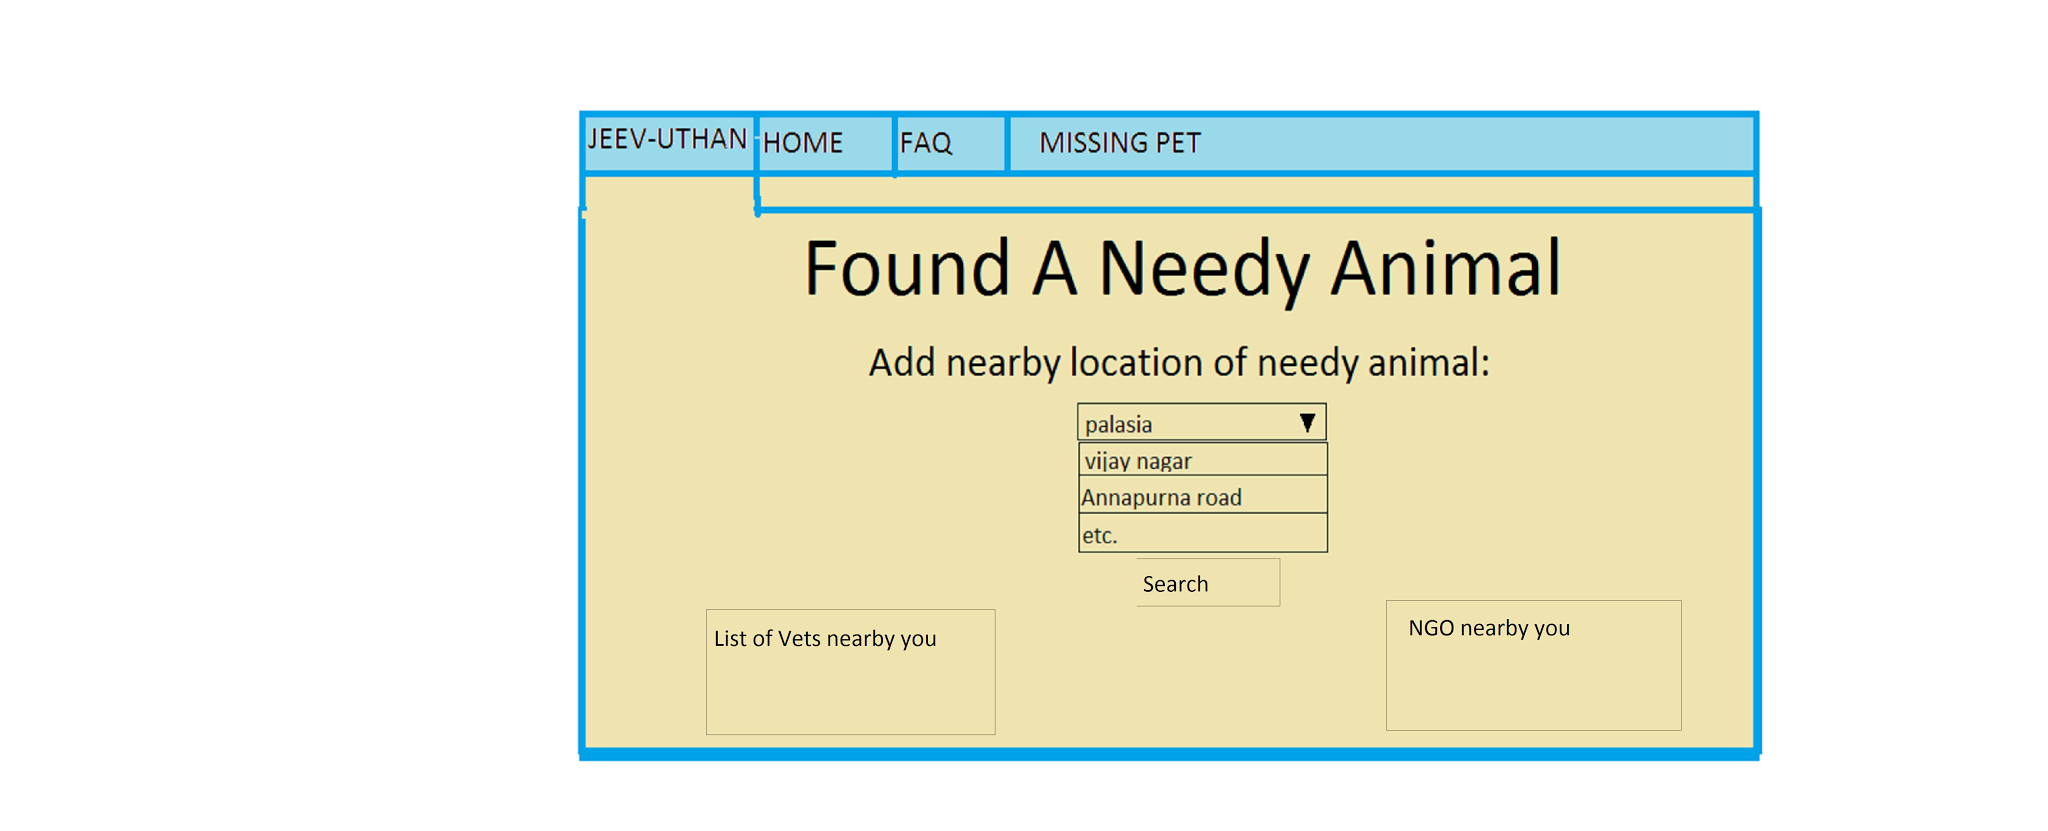 JEEV-UTHAN HOME FAQ MISSING PET
Found A Needy Animal
Add nearby location of needy animal:
palasia
vijay nagar
Annapurna road
etc.
Search
List of Vets nearby you
NGO nearby you